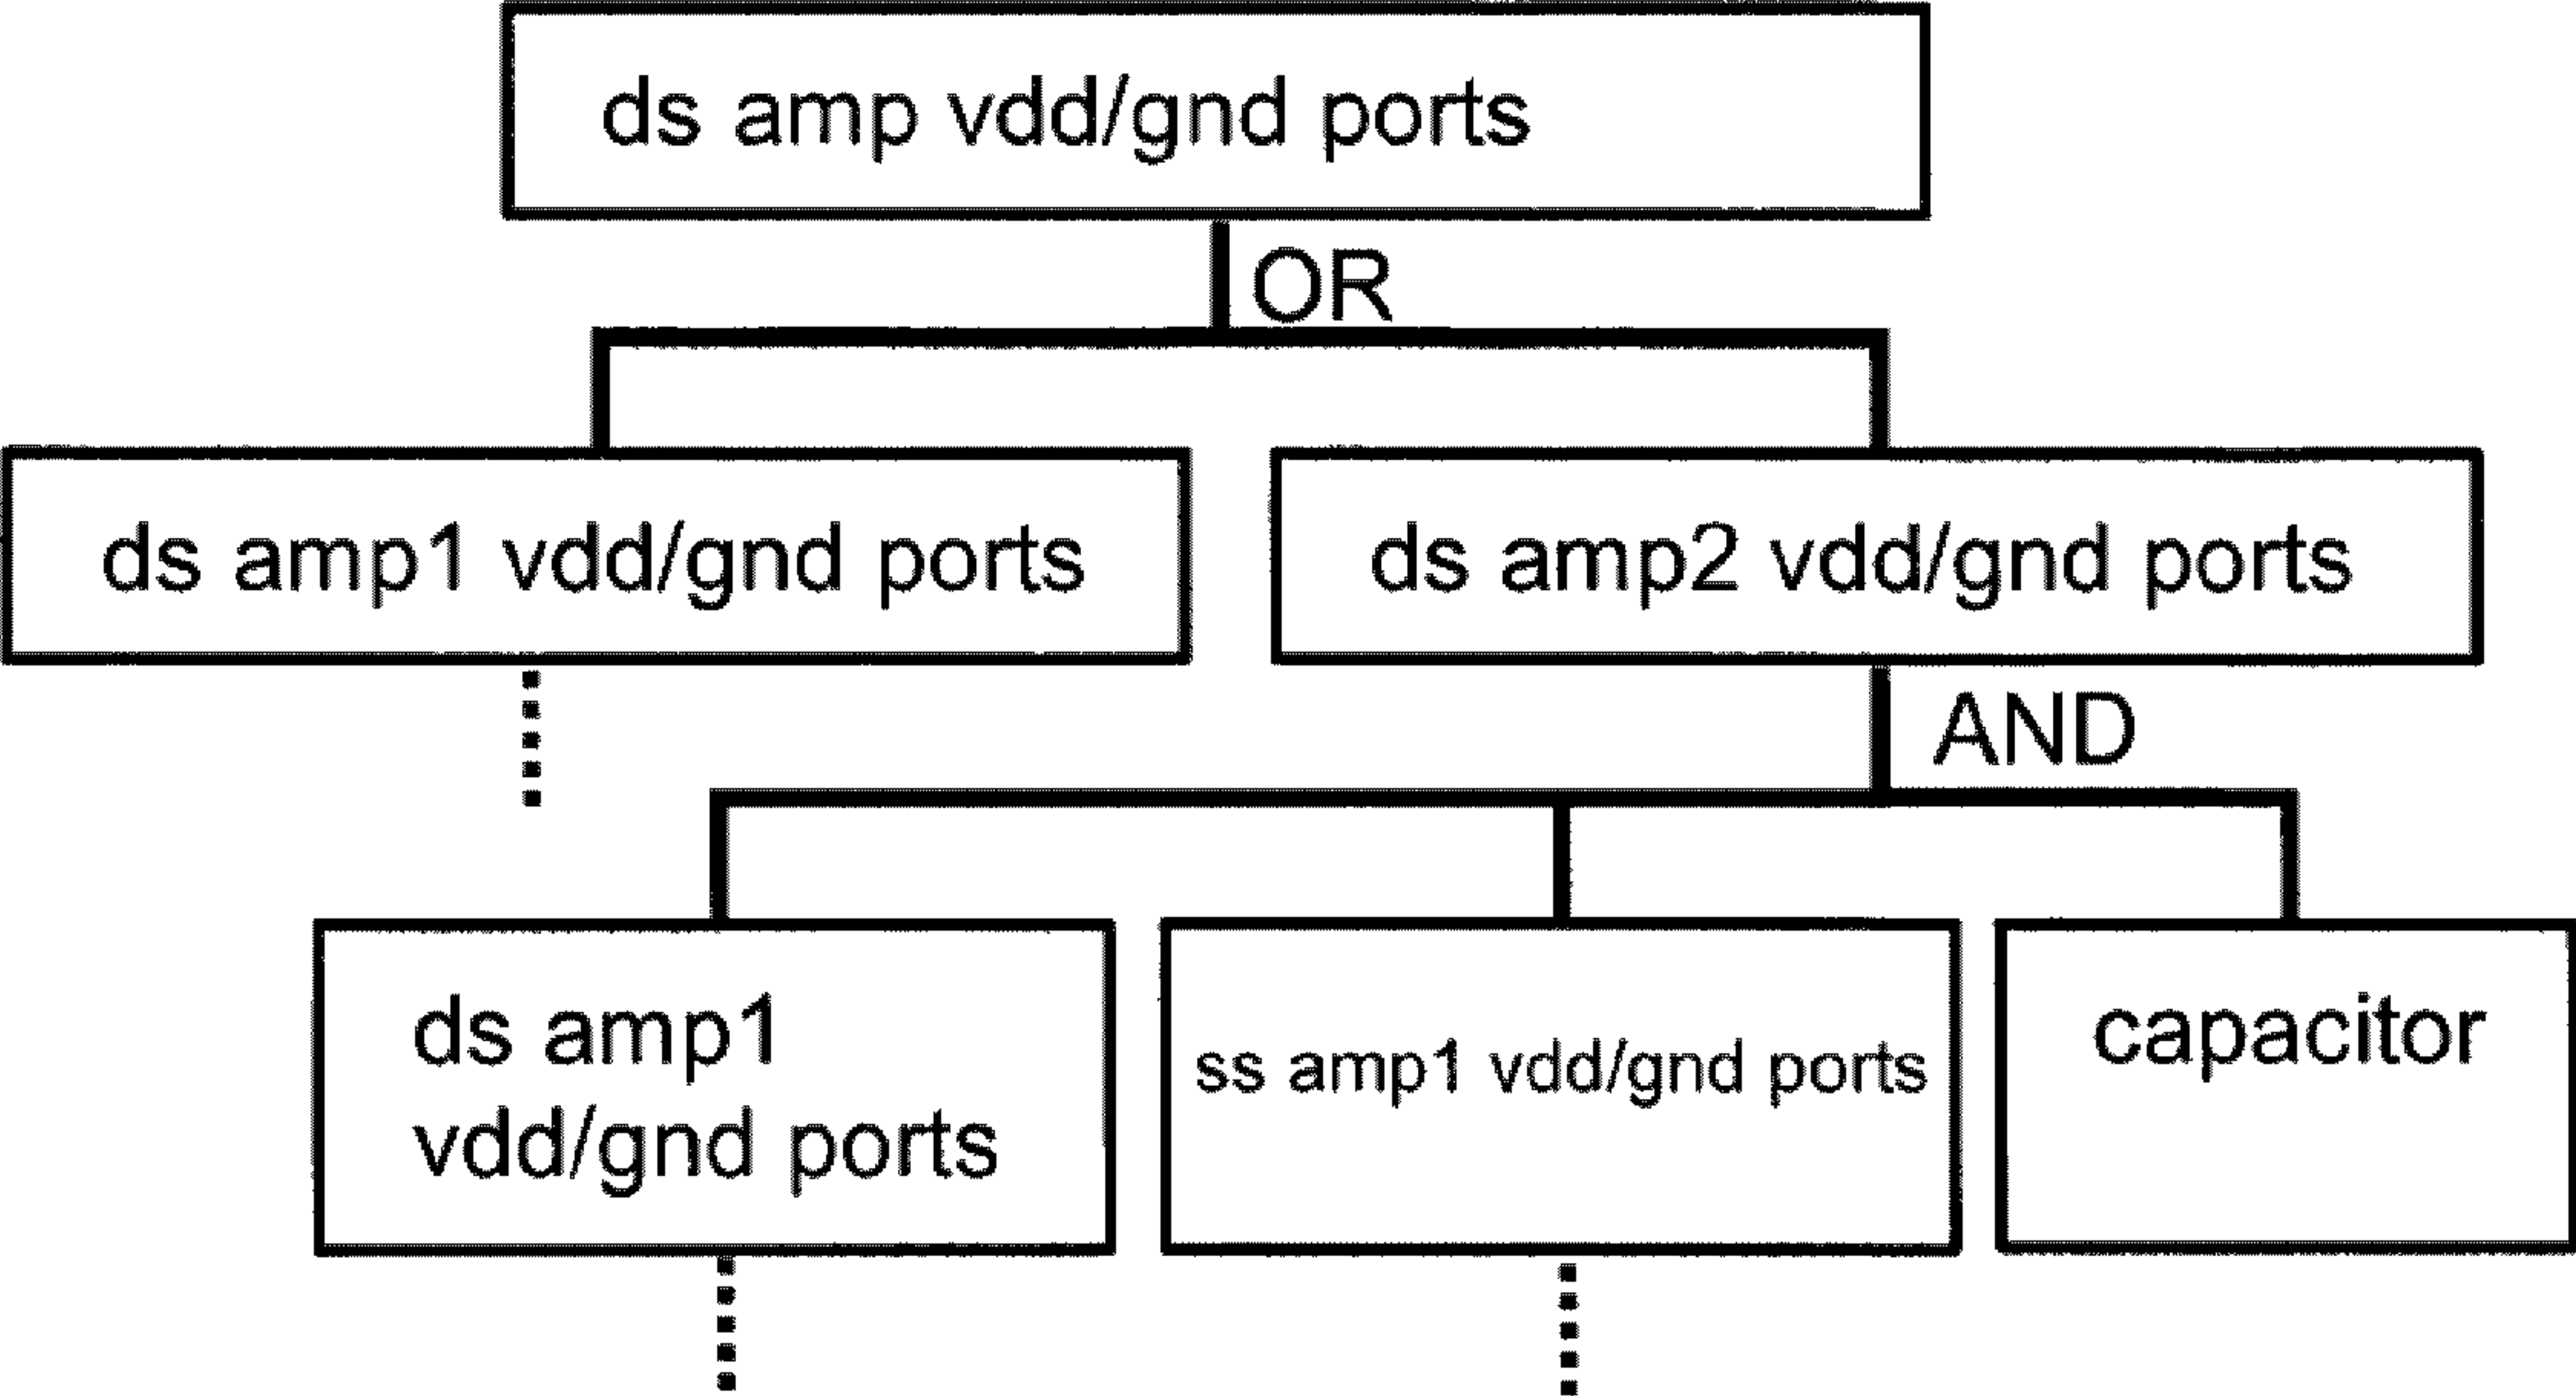 ds amp vdd/gnd ports
OR
ds amp1 vdd/gnd ports
ds amp2 vdd/gnd ports
AND
ds amp1
vdd/gnd ports
ss amp1 vdd/gnd ports
capacitor